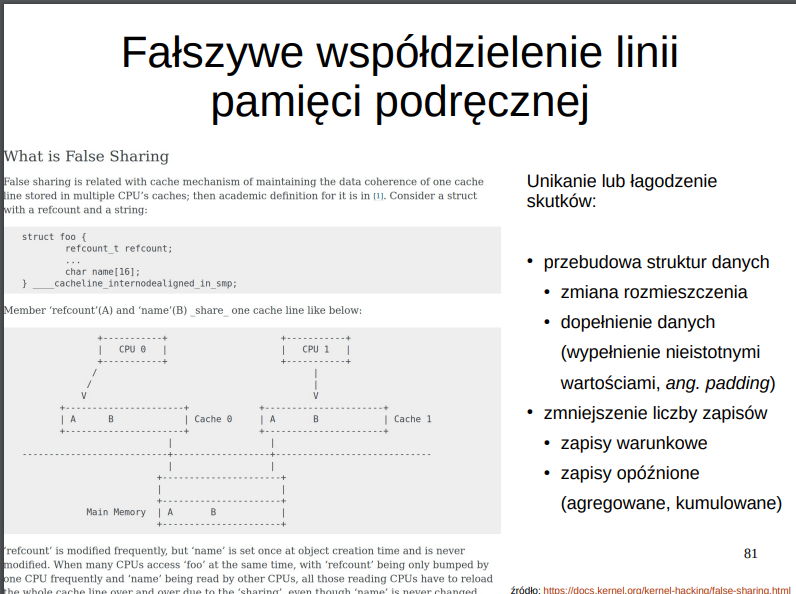 Fałszywe współdzielenie linii
pamięci podręcznej
What is False Sharing
False sharing is related with cache mechanism of maintaining the data coherence of one cache
line stored in multiple CPU's caches; then academic definition for it is in [1]. Consider a struct
with a refcount and a string:
struct foo {
        refcount_t refcount;
        ...
        char name[16];
} ____cacheline_internodealigned_in_smp;
Member 'refcount'(A) and 'name'(B) _share_ one cache line like below:
              +-----------+                     +-----------+
              |   CPU 0   |                     |   CPU 1   |
              +-----------+                     +-----------+
             /                                        |
            /                                         |
           V                                          V
       +----------------------+             +----------------------+
       | A      B             | Cache 0     | A       B            | Cache 1
       +----------------------+             +----------------------+
                           |                  |
---------------------------+------------------+-----------------------------
                           |                  |
                         +----------------------+
                         |                      |
                         +----------------------+
            Main Memory  | A       B            |
                         +----------------------+
'refcount' is modified frequently, but 'name' is set once at object creation time and is never
modified. When many CPUs access 'foo' at the same time, with 'refcount' being only bumped by
one CPU frequently and 'name' being read by other CPUs, all those reading CPUs have to reload
the whole cache line over and over due to the 'sharing', even though 'name' is never changed
Unikanie lub łagodzenie
skutków:
• przebudowa struktur danych
• zmiana rozmieszczenia
• dopełnienie danych
(wypełnienie nieistotnymi
wartościami, ang. padding)
• zmniejszenie liczby zapisów
• zapisy warunkowe
• zapisy opóźnione
(agregowane, kumulowane)
81
źródło: https://docs.kernel.org/kernel-hacking/false-sharing.html